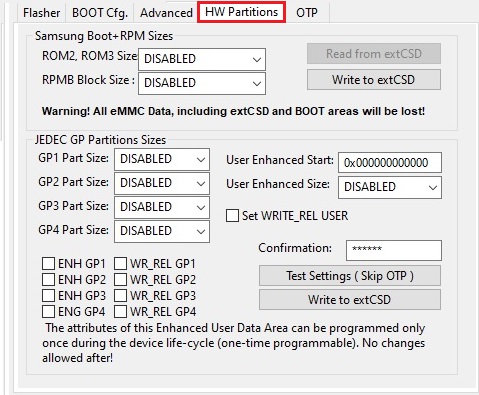 Flasher BOOT Cfg. Advanced HW Partitions OTP
Samsung Boot+RPM Sizes
ROM2, ROM3 Size: DISABLED Read from extCSD
RPMB Block Size : DISABLED Write to extCSD
Warning! All eMMC Data, including extCSD and BOOT areas will be lost!
JEDEC GP Partitions Sizes
GP1 Part Size: DISABLED User Enhanced Start: 0x000000000000
GP2 Part Size: DISABLED User Enhanced Size: DISABLED
GP3 Part Size: DISABLED Set WRITE_REL USER
GP4 Part Size: DISABLED
Confirmation: ******
ENH GP1 WR_REL GP1 Test Settings ( Skip OTP )
ENH GP2 WR_REL GP2
ENH GP3 WR_REL GP3 Write to extCSD
ENG GP4 WR_REL GP4
The attributes of this Enhanced User Data Area can be programmed only
once during the device life-cycle (one-time programmable). No changes
allowed after!